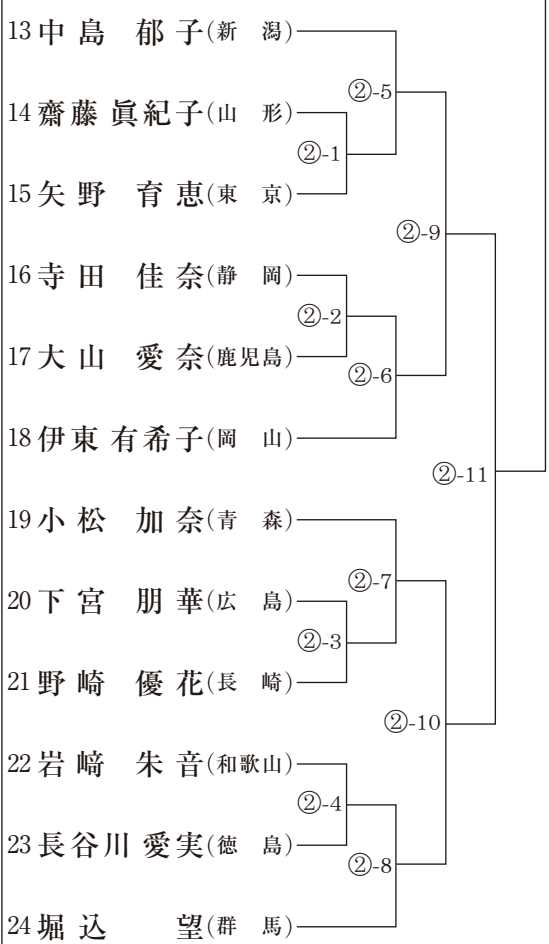 13 中島 郁子(新 潟)
②-5
14 齋藤 眞紀子(山 形)
②-1
15 矢野 育恵(東 京)
②-9
16 寺田 佳奈(静 岡)
②-2
17 大山 愛奈(鹿児島)
②-6
18 伊東 有希子(岡 山)
②-11
19 小松 加奈(青 森)
②-7
20 下宮 朋華(広 島)
②-3
21 野崎 優花(長 崎)
②-10
22 岩﨑 朱音(和歌山)
②-4
23 長谷川 愛実(徳 島)
②-8
24 堀込 望(群 馬)